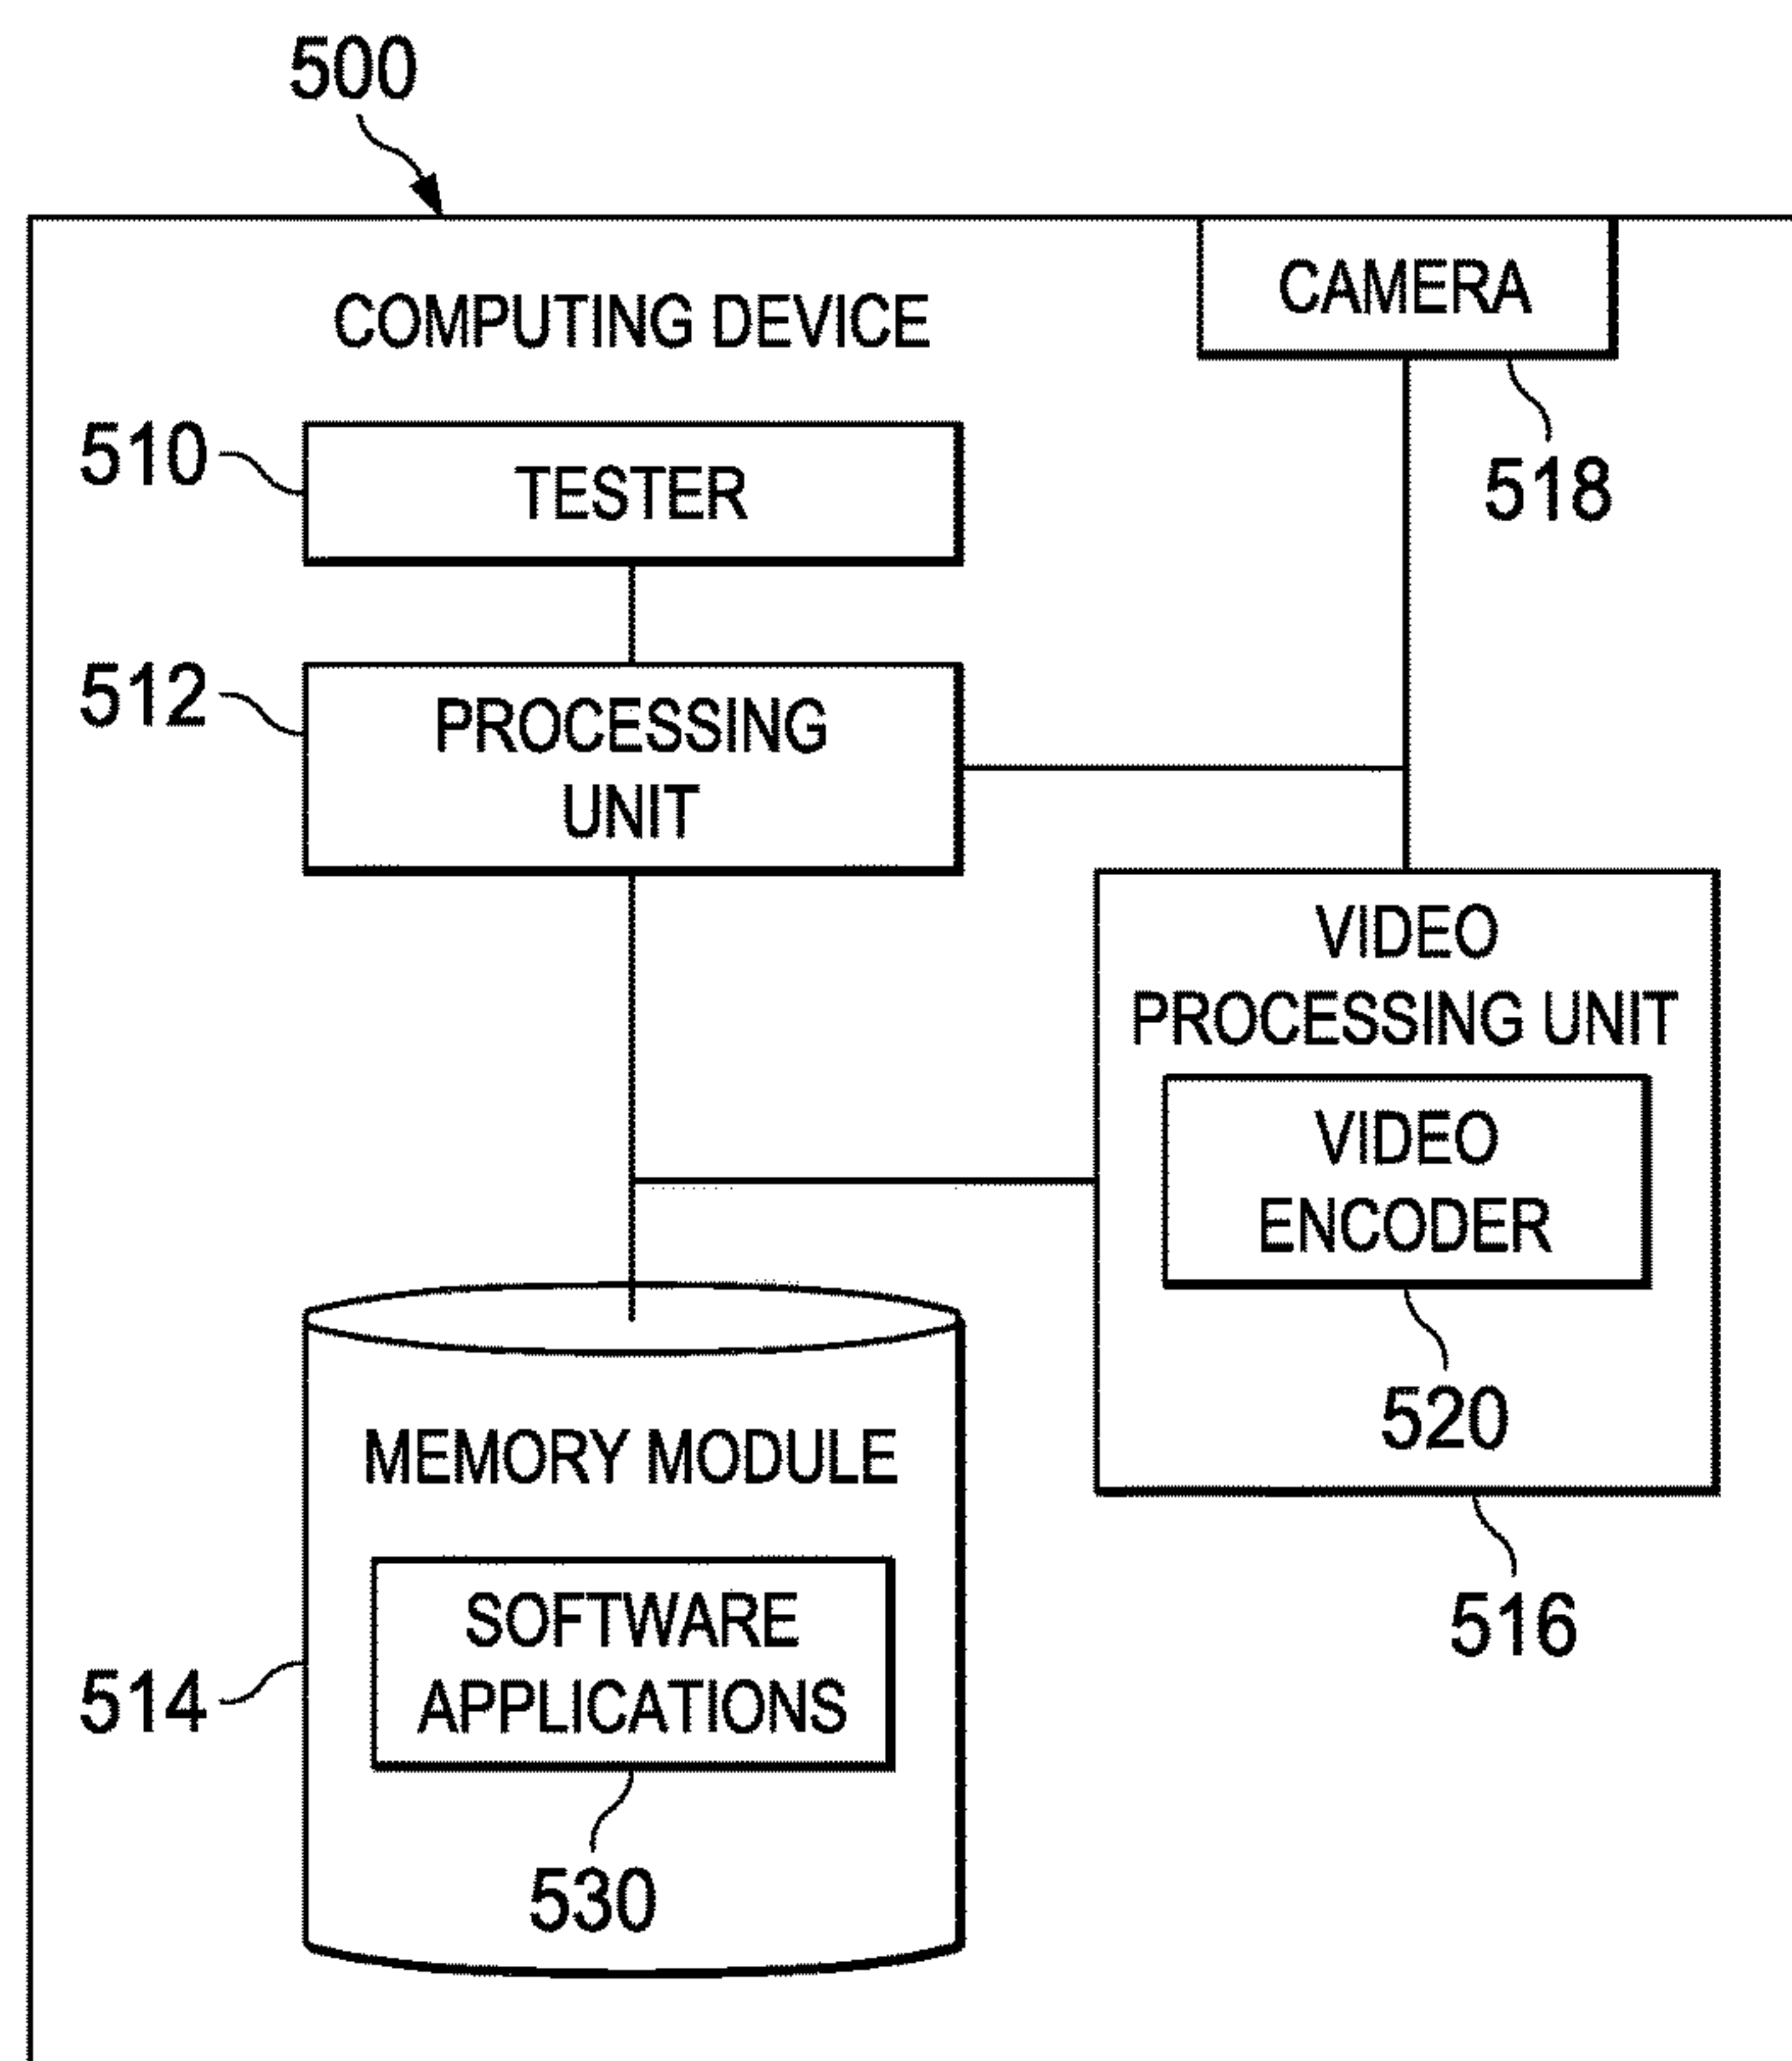 500
COMPUTING DEVICE
CAMERA
518
510
TESTER
512
PROCESSING
UNIT
VIDEO
PROCESSING UNIT
VIDEO
ENCODER
520
516
MEMORY MODULE
SOFTWARE
APPLICATIONS
514
530